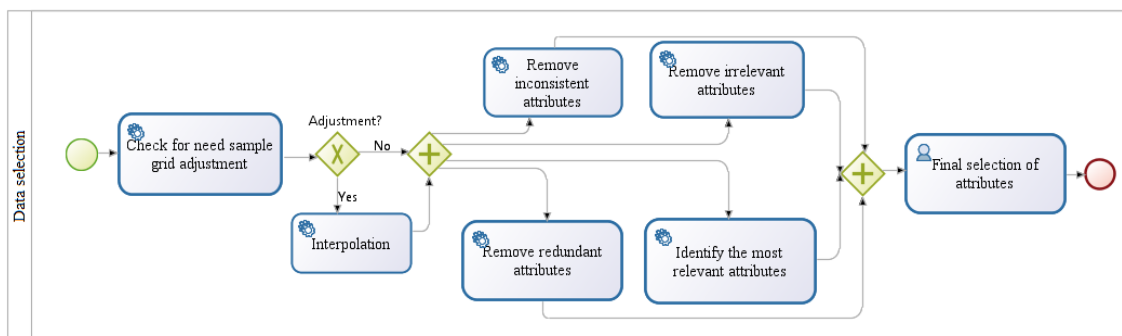 Data selection
Check for need sample
grid adjustment
Adjustment?
No
Yes
Interpolation
Remove
inconsistent
attributes
Remove irrelevant
attributes
Remove redundant
attributes
Identify the most
relevant attributes
Final selection of
attributes